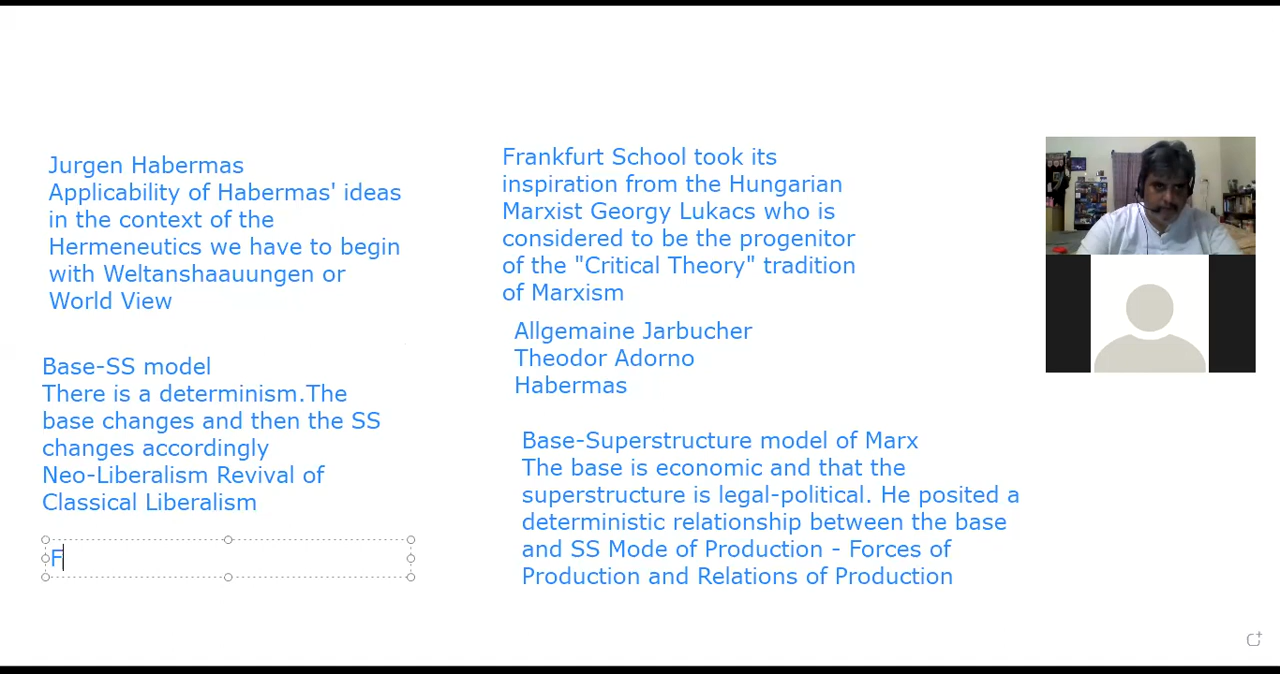 Jurgen Habermas
Applicability of Habermas' ideas
in the context of the
Hermeneutics we have to begin
with Weltanshaauungen or
World View
Base-SS model
There is a determinism.The
base changes and then the SS
changes accordingly
Neo-Liberalism Revival of
Classical Liberalism
F
Frankfurt School took its
inspiration from the Hungarian
Marxist Georgy Lukacs who is
considered to be the progenitor
of the "Critical Theory" tradition
of Marxism
Allgemaine Jarbucher
Theodor Adorno
Habermas
Base-Superstructure model of Marx
The base is economic and that the
superstructure is legal-political. He posited a
deterministic relationship between the base
and SS Mode of Production - Forces of
Production and Relations of Production